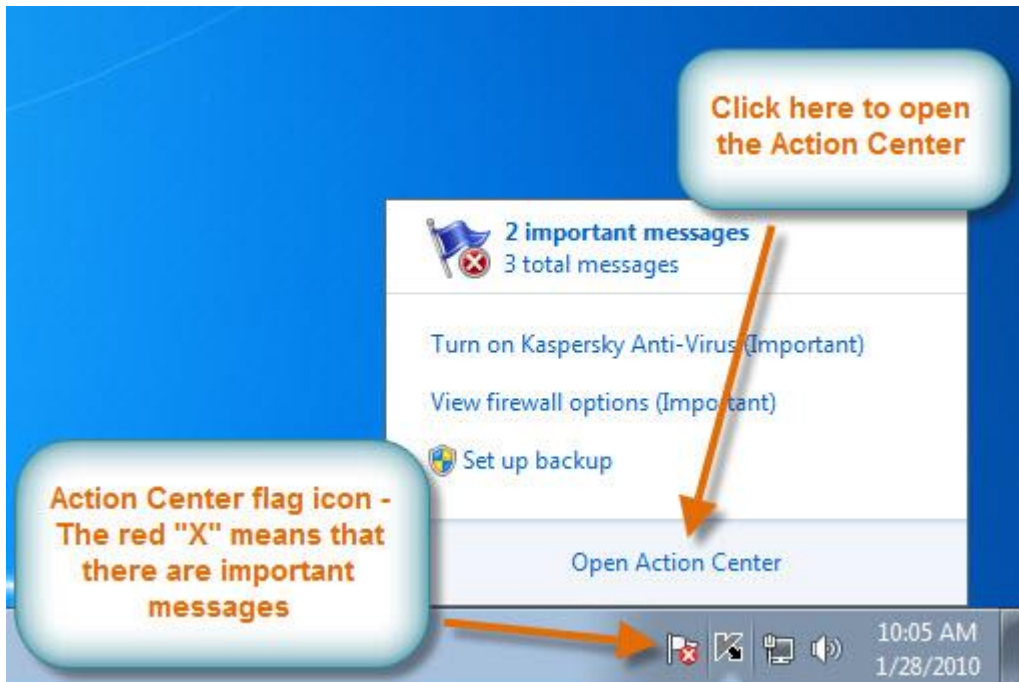 Click here to open
the Action Center
2 important messages
3 total messages
Turn on Kaspersky Anti-Virus (Important)
View firewall options (Important)
Set up backup
Action Center flag icon -
The red "X" means that
there are important
messages
Open Action Center
10:05 AM
1/28/2010